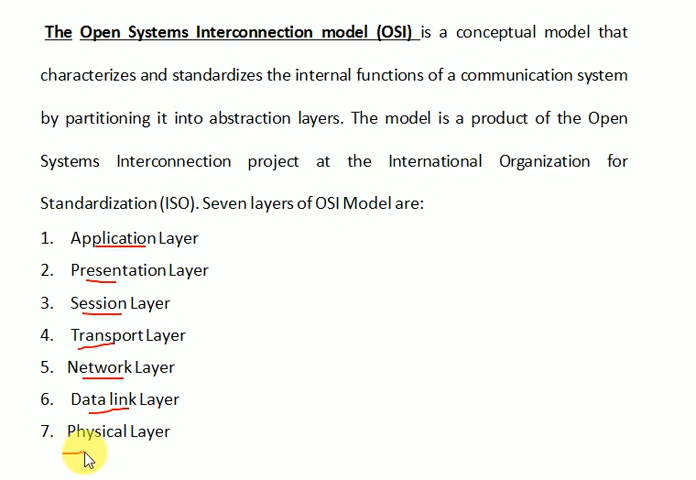 The Open Systems Interconnection model (OSI) is a conceptual model that
characterizes and standardizes the internal functions of a communication system
by partitioning it into abstraction layers. The model is a product of the Open
Systems Interconnection project at the International Organization for
Standardization (ISO). Seven layers of OSI Model are:
1. Application Layer
2. Presentation Layer
3. Session Layer
4. Transport Layer
5. Network Layer
6. Data link Layer
7. Physical Layer